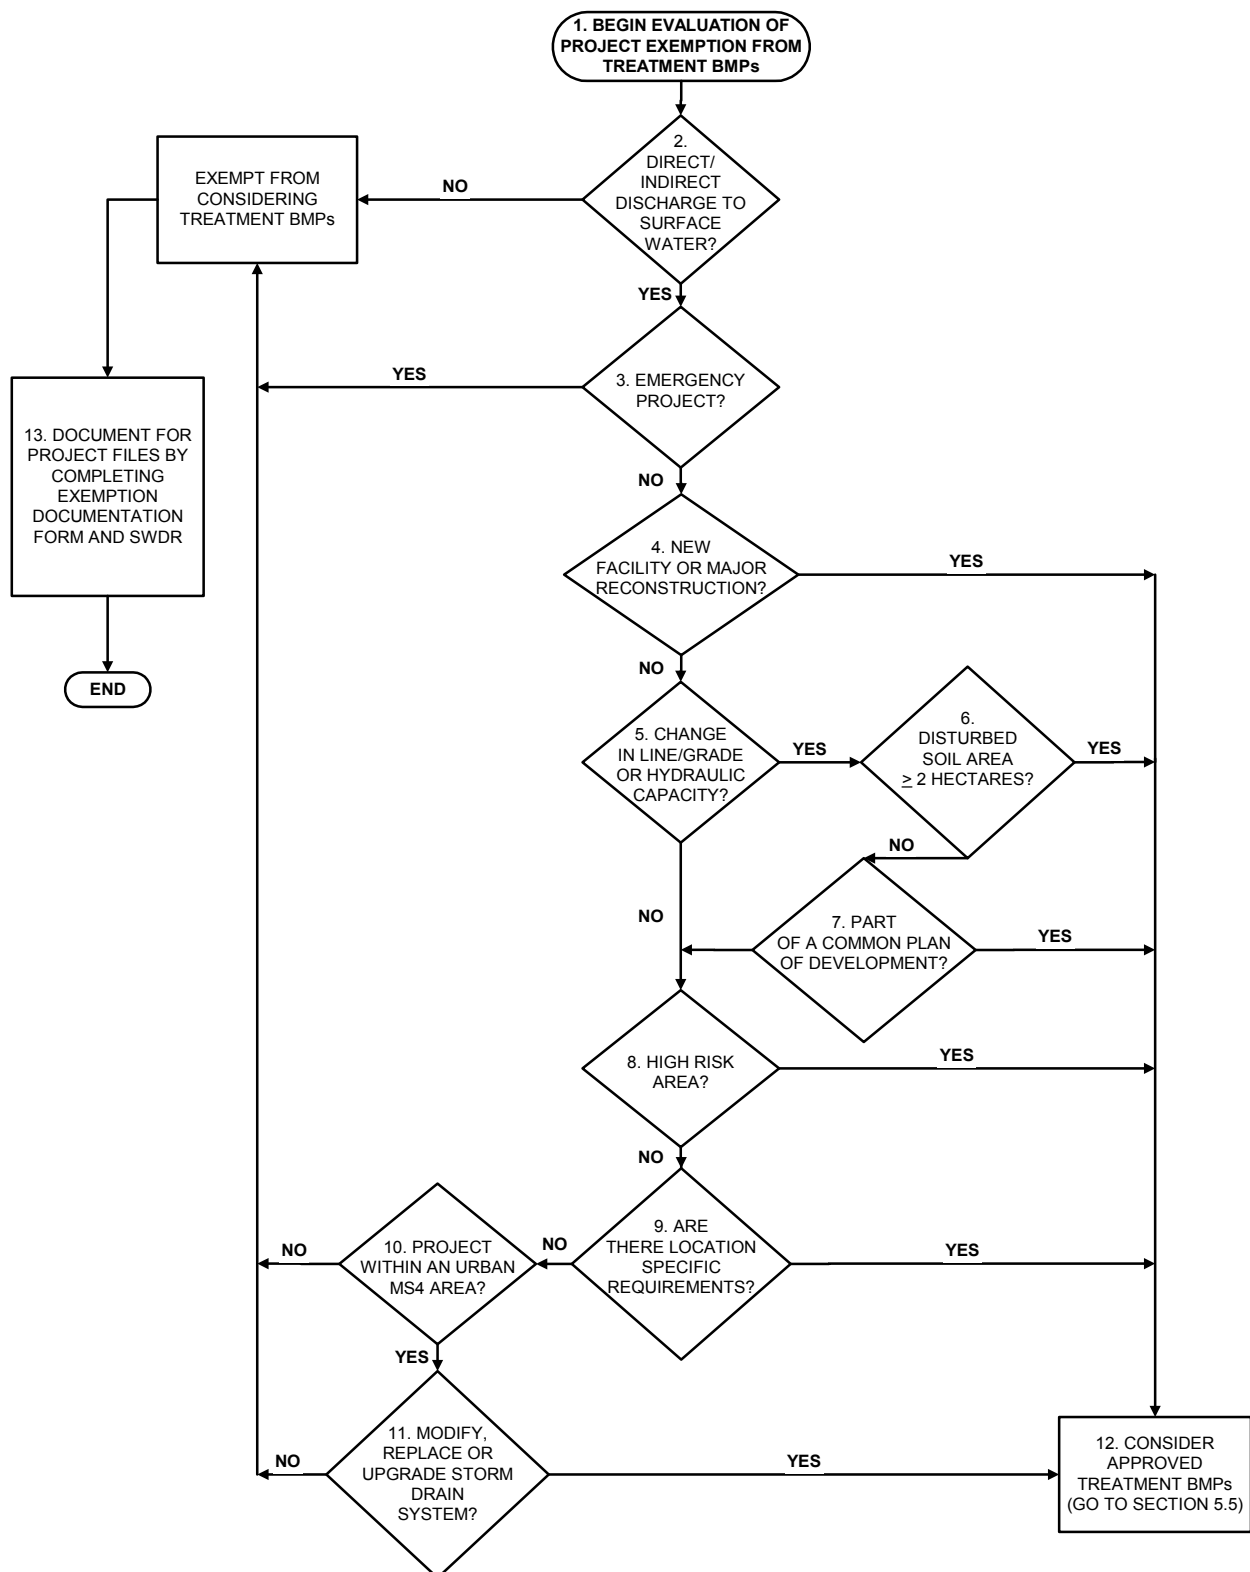 1. BEGIN EVALUATION OF
PROJECT EXEMPTION FROM
TREATMENT BMPs
2.
DIRECT/
INDIRECT
DISCHARGE TO
SURFACE
WATER?
NO
EXEMPT FROM
CONSIDERING
TREATMENT BMPs
YES
3. EMERGENCY
PROJECT?
YES
13. DOCUMENT FOR
PROJECT FILES BY
COMPLETING
EXEMPTION
DOCUMENTATION
FORM AND SWDR
END
NO
4. NEW
FACILITY OR MAJOR
RECONSTRUCTION?
YES
NO
5. CHANGE
IN LINE/GRADE
OR HYDRAULIC
CAPACITY?
YES
6.
DISTURBED
SOIL AREA
≥ 2 HECTARES?
YES
NO
NO
7. PART
OF A COMMON PLAN
OF DEVELOPMENT?
YES
8. HIGH RISK
AREA?
YES
NO
9. ARE
THERE LOCATION
SPECIFIC
REQUIREMENTS?
YES
NO
10. PROJECT
WITHIN AN URBAN
MS4 AREA?
NO
YES
11. MODIFY,
REPLACE OR
UPGRADE STORM
DRAIN
SYSTEM?
NO
YES
12. CONSIDER
APPROVED
TREATMENT BMPs
(GO TO SECTION 5.5)